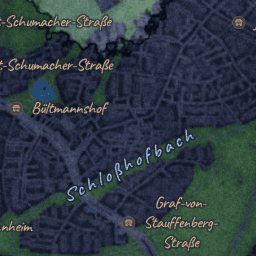 t-Schumacher-Straße
t-Schumacher-Straße
Bültmannshof
Schloßhofbach
Graf-von-
Stauffenberg-
Straße
nheim